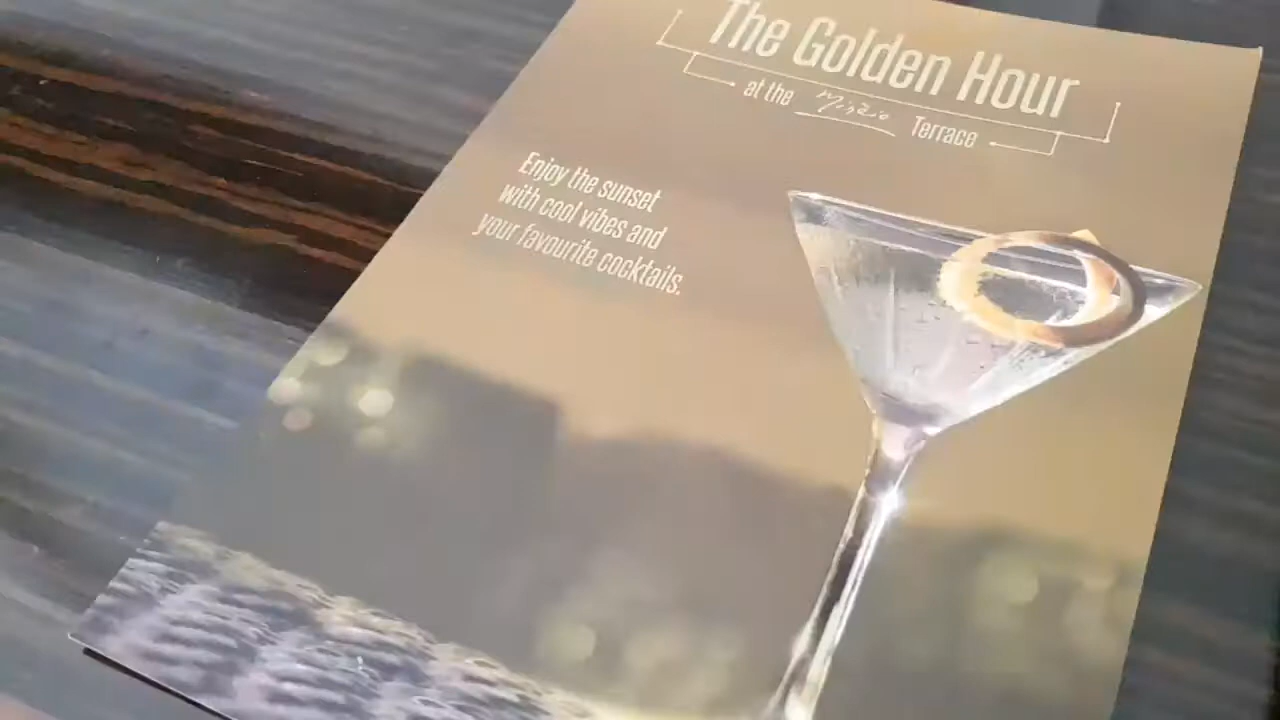 The Golden Hour
at the Terrace
Enjoy the sunset
with cool vibes and
your favourite cocktails.